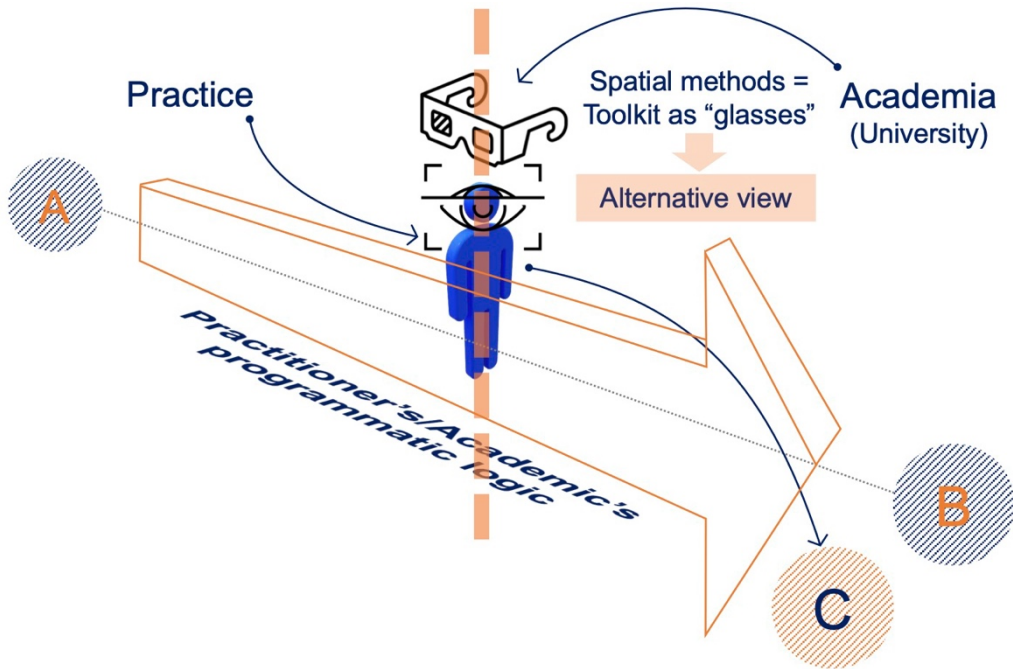 Practice
Spatial methods =
Toolkit as “glasses”
Academia
(University)
Alternative view
A
Practitioner’s/Academic’s
programmatic logic
B
C